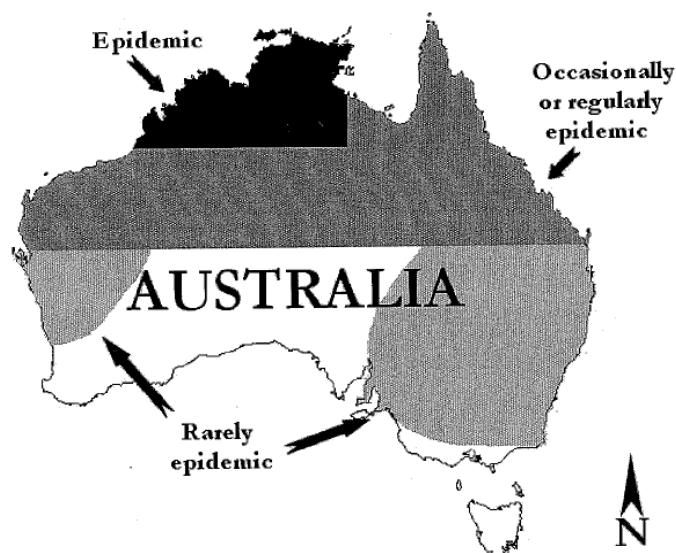 Epidemic
Occasionally
or regularly
epidemic
AUSTRALIA
Rarely
epidemic
N